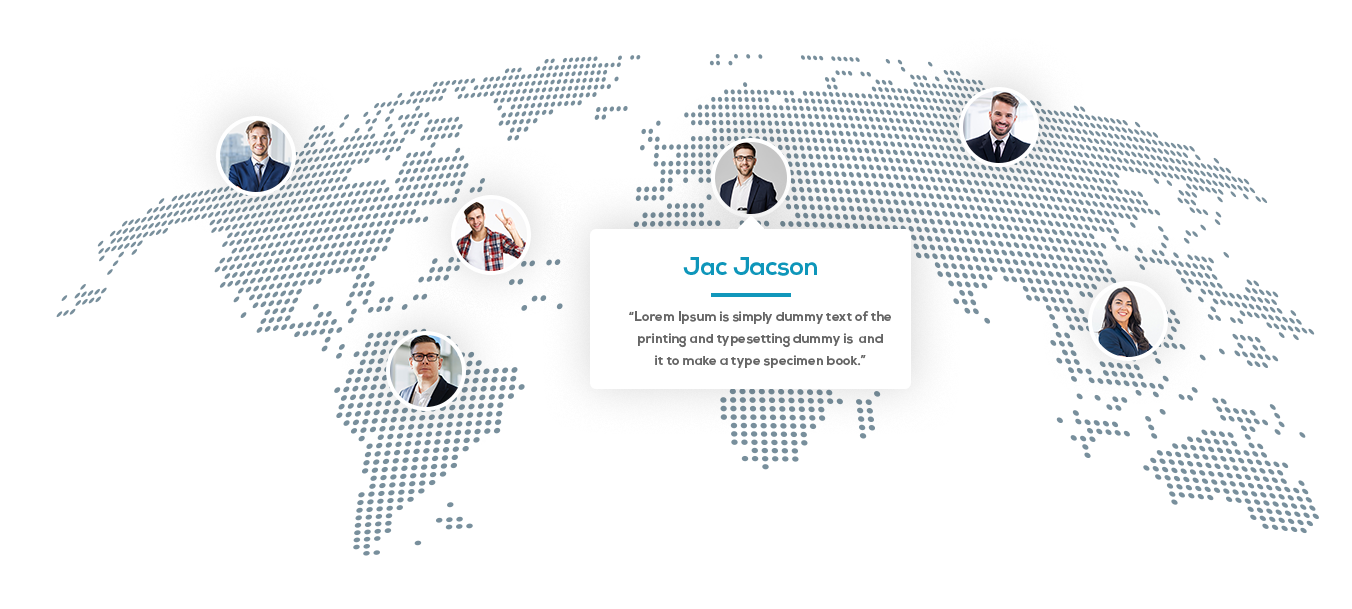 Jac Jacson
“Lorem Ipsum is simply dummy text of the
printing and typesetting dummy is and
it to make a type specimen book.”